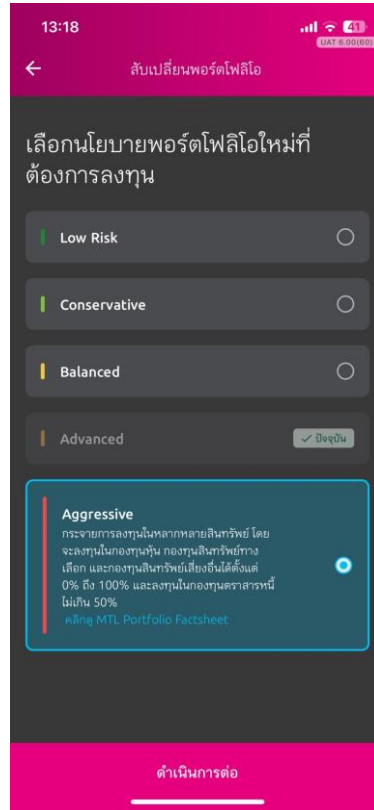 13:18
41
UAT 6.00(60)
สับเปลี่ยนพอร์ตโฟลิโอ
เลือกนโยบายพอร์ตโฟลิโอใหม่ที่
ต้องการลงทุน
Low Risk
Conservative
Balanced
Advanced
ปัจจุบัน
Aggressive
กระจายการลงทุนในหลากหลายสินทรัพย์ โดย
จะลงทุนในกองทุนหุ้น กองทุนสินทรัพย์ทาง
เลือก และกองทุนสินทรัพย์เสี่ยงอื่นได้ตั้งแต่
0% ถึง 100% และลงทุนในกองทุนตราสารหนี้
ไม่เกิน 50%
คลิกดู MTL Portfolio Factsheet
ดำเนินการต่อ